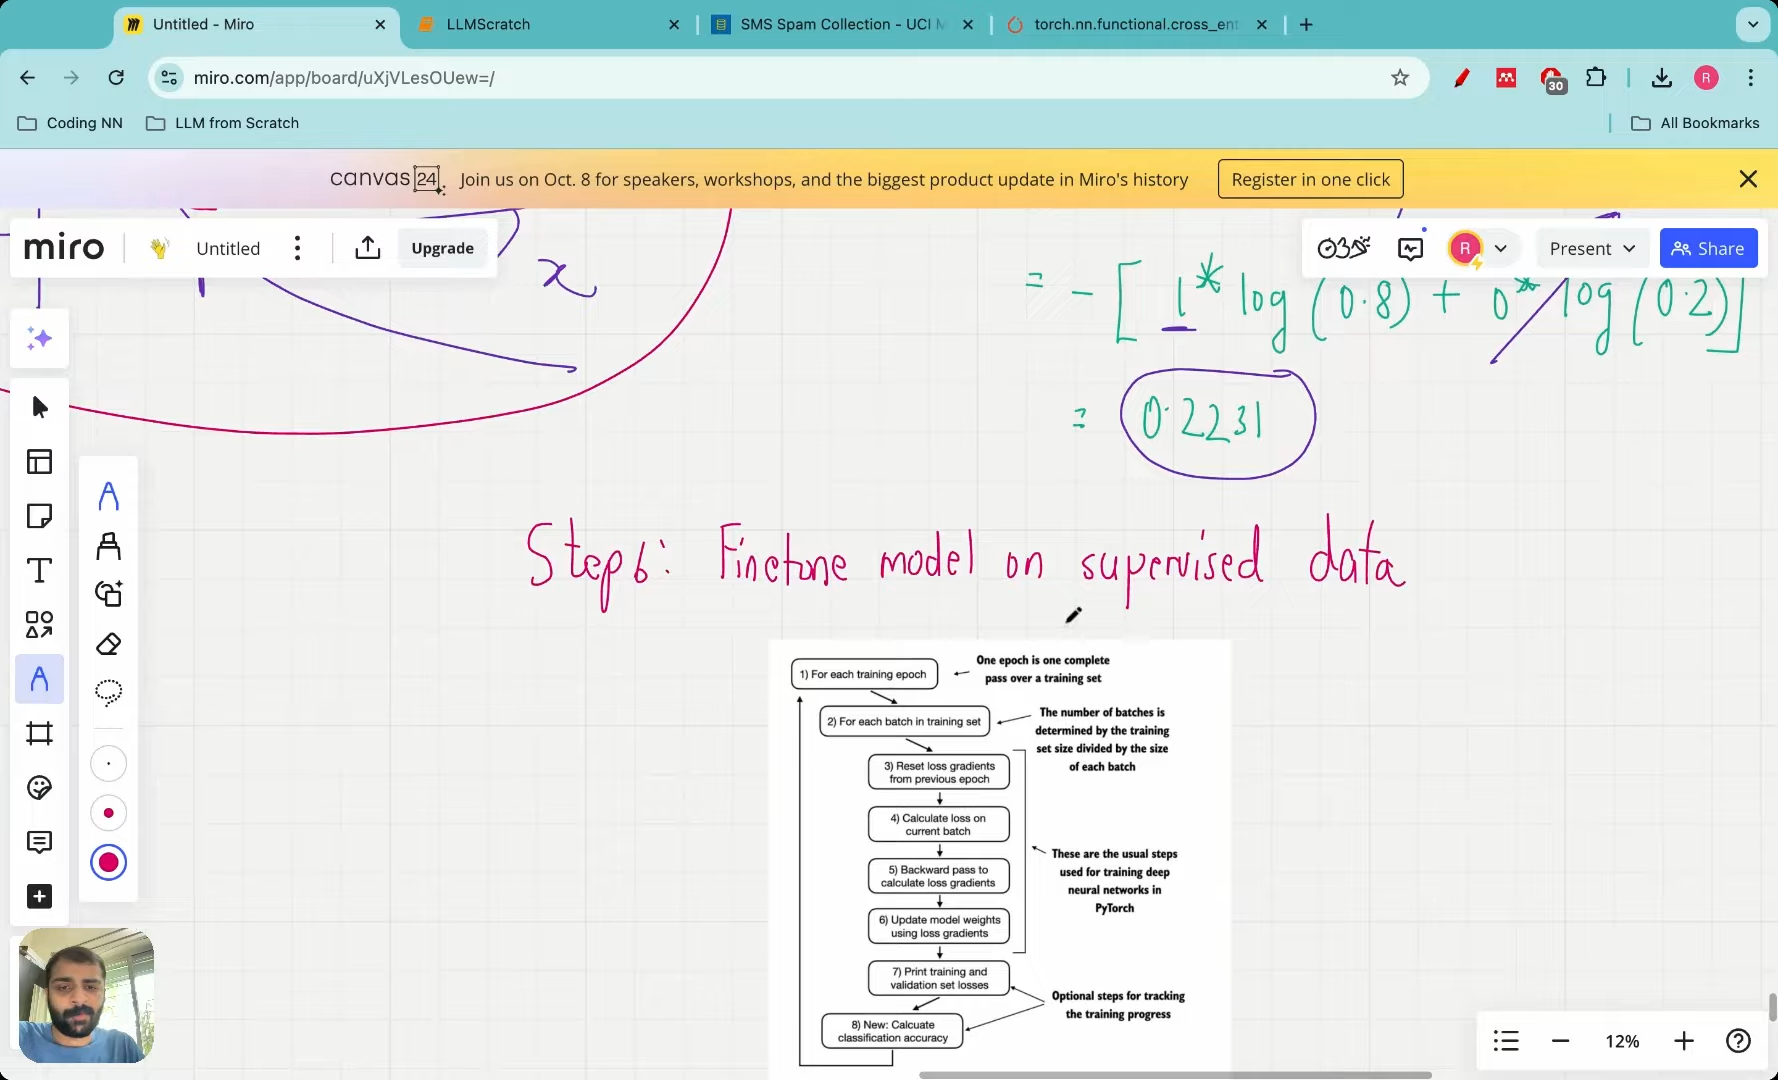 Untitled - Miro
LLMScratch
SMS Spam Collection - UCI M
torch.nn.functional.cross_ent
miro.com/app/board/uXjVLesOUew=/
30
R
Coding NN
LLM from Scratch
All Bookmarks
canvas 24
Join us on Oct. 8 for speakers, workshops, and the biggest product update in Miro's history
Register in one click
miro
Untitled
Upgrade
R
Present
Share
x
= - [ 1* log (0.8) + 0* log (0.2)]
= 0.2231
Step 6: Finetune model on supervised data
1) For each training epoch
One epoch is one complete
pass over a training set
2) For each batch in training set
The number of batches is
determined by the training
set size divided by the size
of each batch
3) Reset loss gradients
from previous epoch
4) Calculate loss on
current batch
5) Backward pass to
calculate loss gradients
These are the usual steps
used for training deep
neural networks in
PyTorch
6) Update model weights
using loss gradients
7) Print training and
validation set losses
Optional steps for tracking
the training progress
8) New: Calcuate
classification accuracy
12%